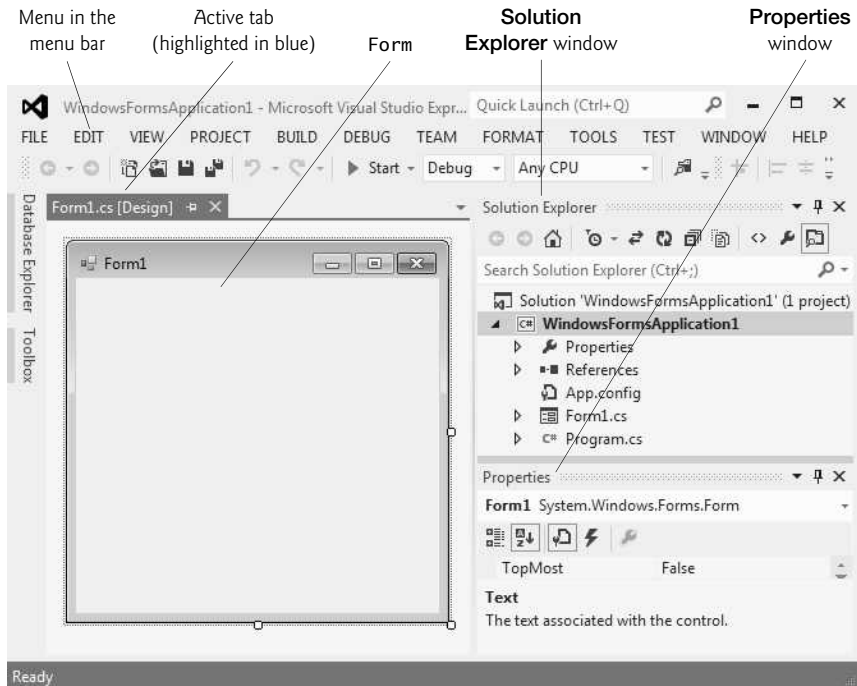 Menu in the
menu bar
Active tab
(highlighted in blue)
Form
Solution
Explorer window
Properties
window
WindowsFormsApplication1 - Microsoft Visual Studio Expr...
Quick Launch (Ctrl+Q)
FILE EDIT VIEW PROJECT BUILD DEBUG TEAM FORMAT TOOLS TEST WINDOW HELP
Start Debug Any CPU
Database Explorer
Toolbox
Form1.cs [Design]
Form1
Solution Explorer
Search Solution Explorer (Ctrl+;)
Solution 'WindowsFormsApplication1' (1 project)
C# WindowsFormsApplication1
Properties
References
App.config
Form1.cs
C# Program.cs
Properties
Form1 System.Windows.Forms.Form
TopMost False
Text
The text associated with the control.
Ready